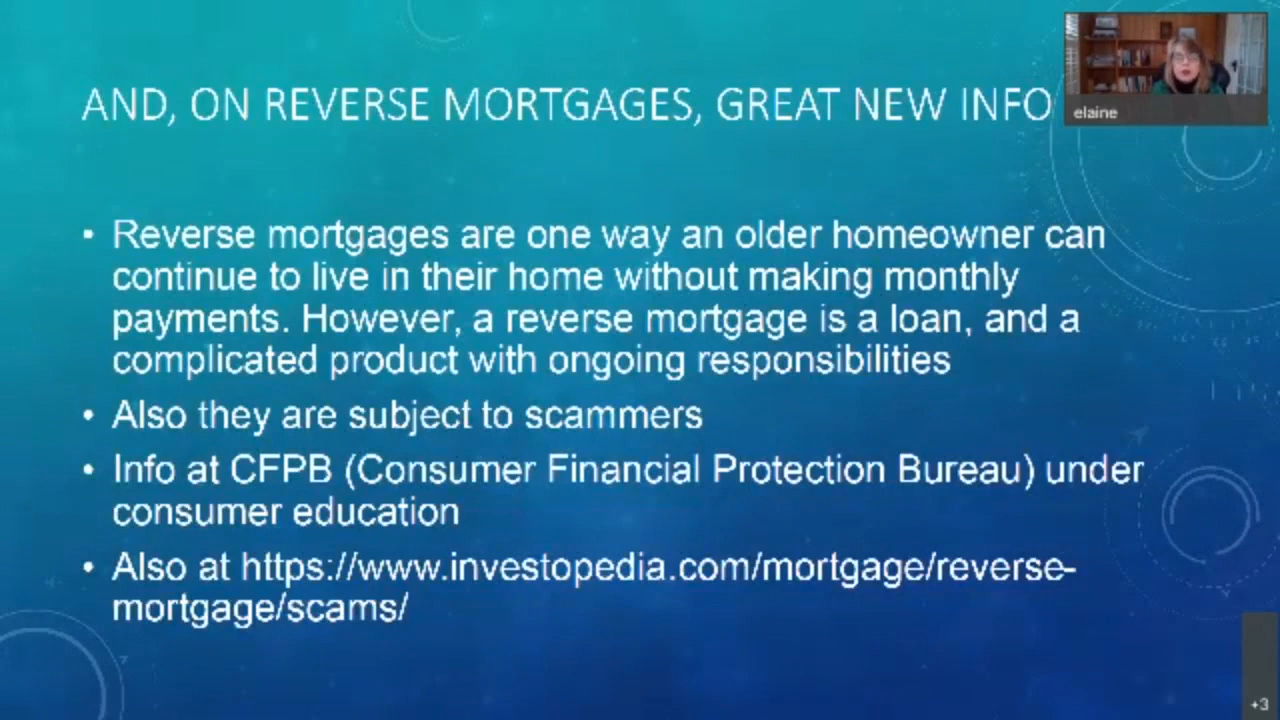 AND, ON REVERSE MORTGAGES, GREAT NEW INFO
elaine
• Reverse mortgages are one way an older homeowner can
continue to live in their home without making monthly
payments. However, a reverse mortgage is a loan, and a
complicated product with ongoing responsibilities
• Also they are subject to scammers
• Info at CFPB (Consumer Financial Protection Bureau) under
consumer education
• Also at https://www.investopedia.com/mortgage/reverse-
mortgage/scams/
+3